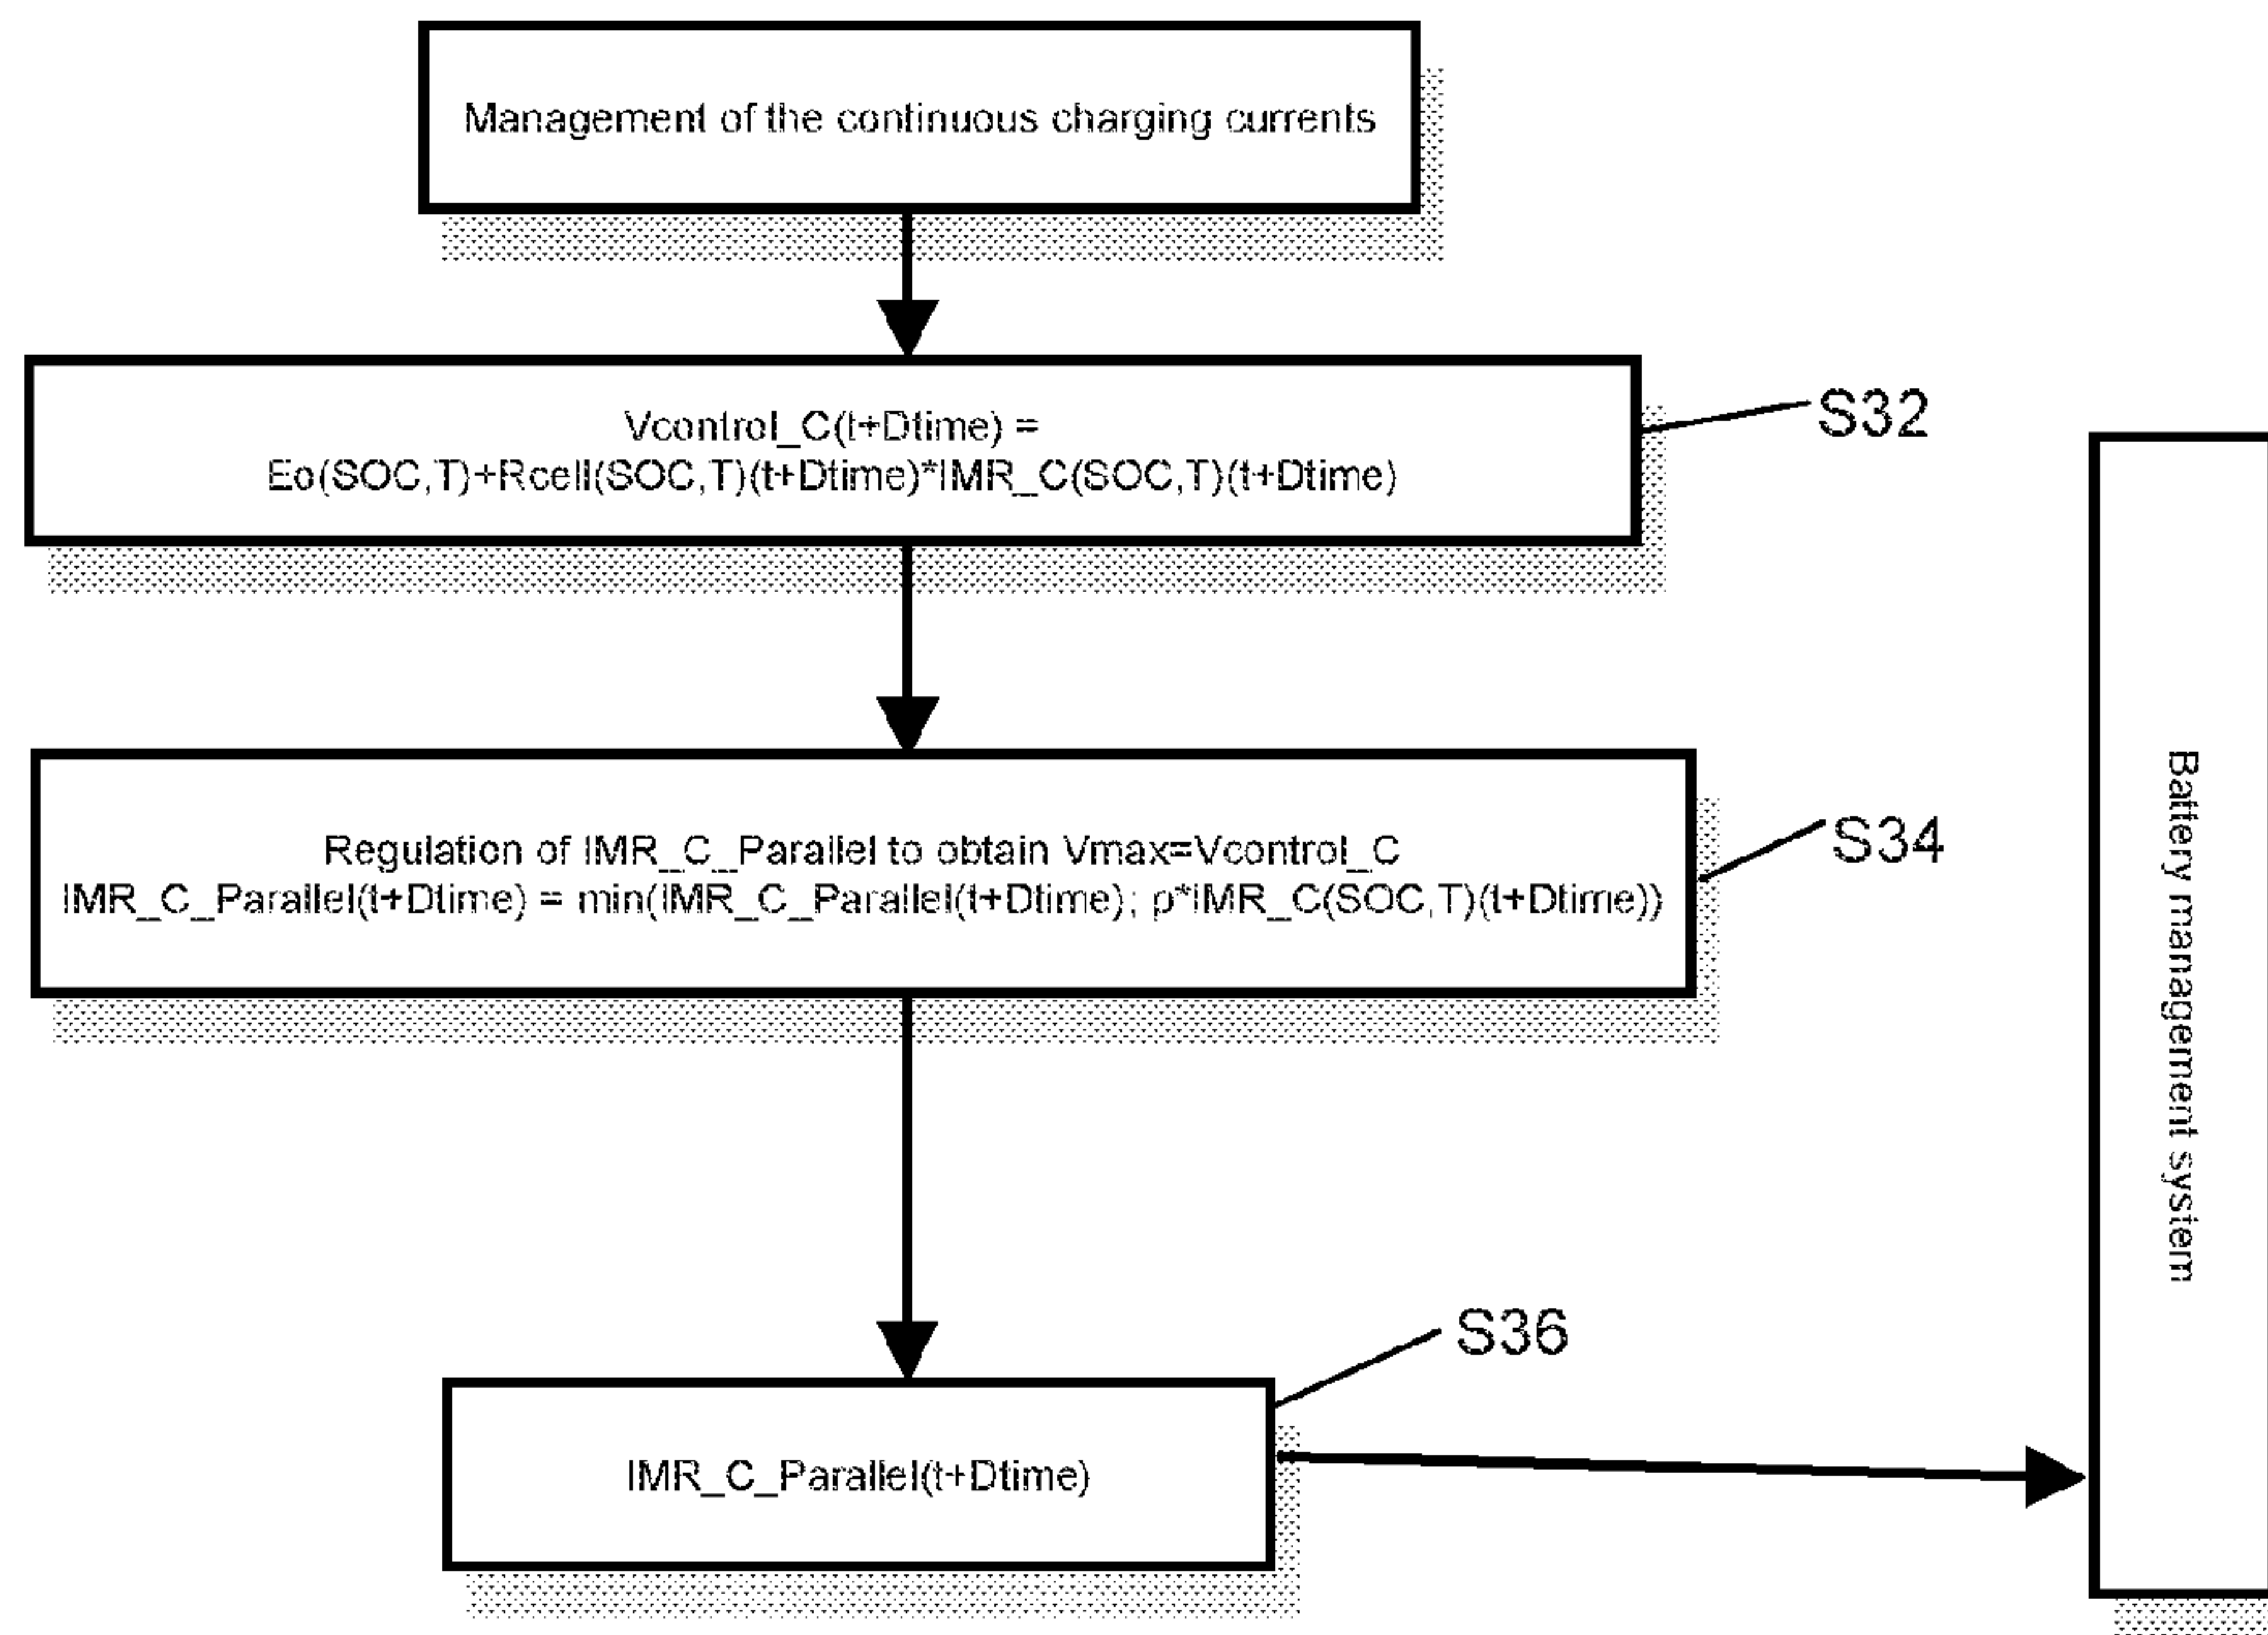 Management of the continuous charging currents
Vcontrol_C(t+Dtime) =
Eo(SOC,T)+Rcell(SOC,T)(t+Dtime)*IMR_C(SOC,T)(t+Dtime)
S32
Regulation of IMR_C_Parallel to obtain Vmax=Vcontrol_C
IMR_C_Parallel(t+Dtime) = min(IMR_C_Parallel(t+Dtime); p*IMR_C(SOC,T)(t+Dtime))
S34
IMR_C_Parallel(t+Dtime)
S36
Battery management system